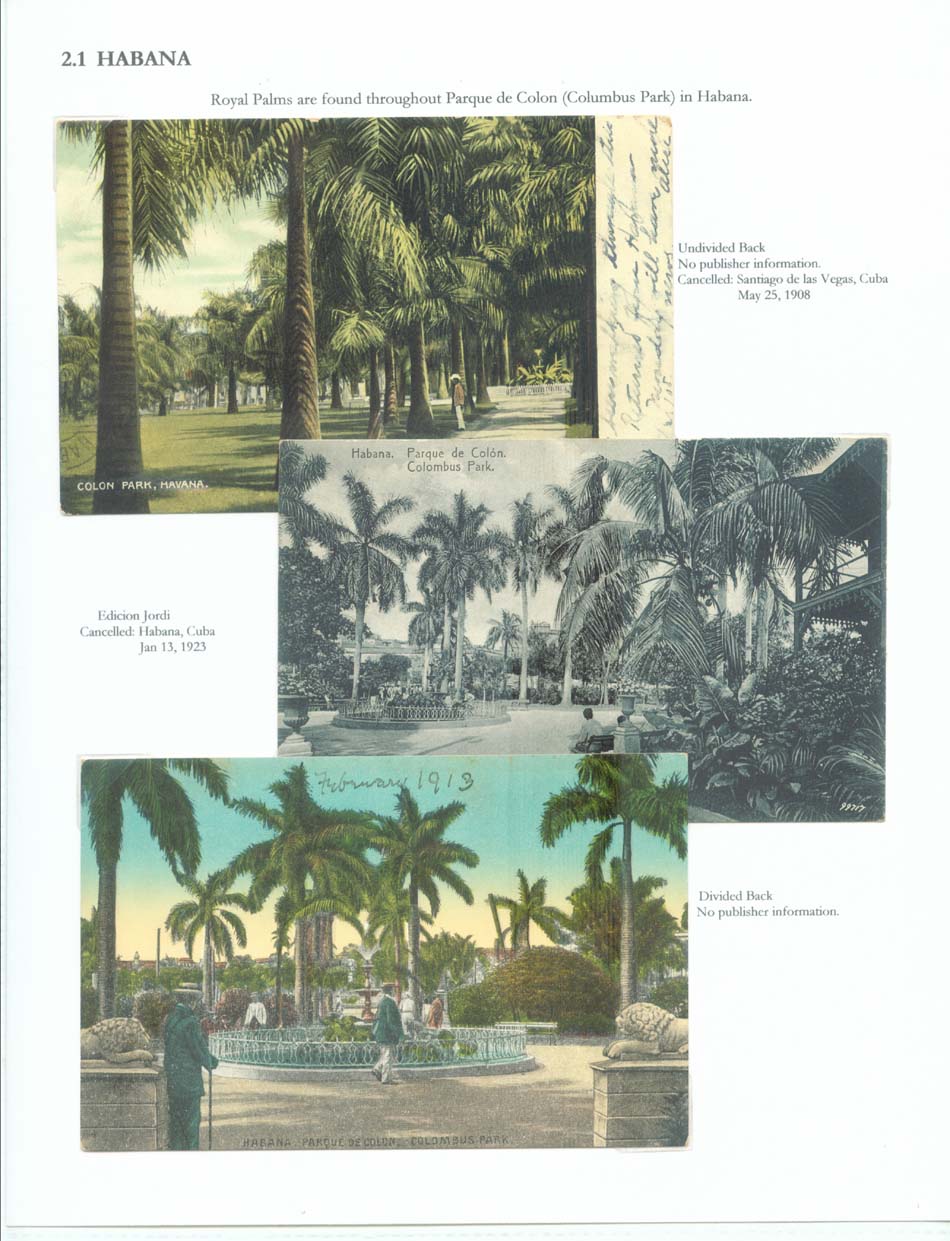 2.1 HABANA
Royal Palms are found throughout Parque de Colon (Columbus Park) in Habana.
COLON PARK, HAVANA.
Undivided Back
No publisher information.
Cancelled: Santiago de las Vegas, Cuba
May 25, 1908
Habana. Parque de Colón.
Colombus Park.
99717
Edicion Jordi
Cancelled: Habana, Cuba
Jan 13, 1923
February 1913
HABANA. PARQUE DE COLON. COLOMBUS PARK
Divided Back
No publisher information.